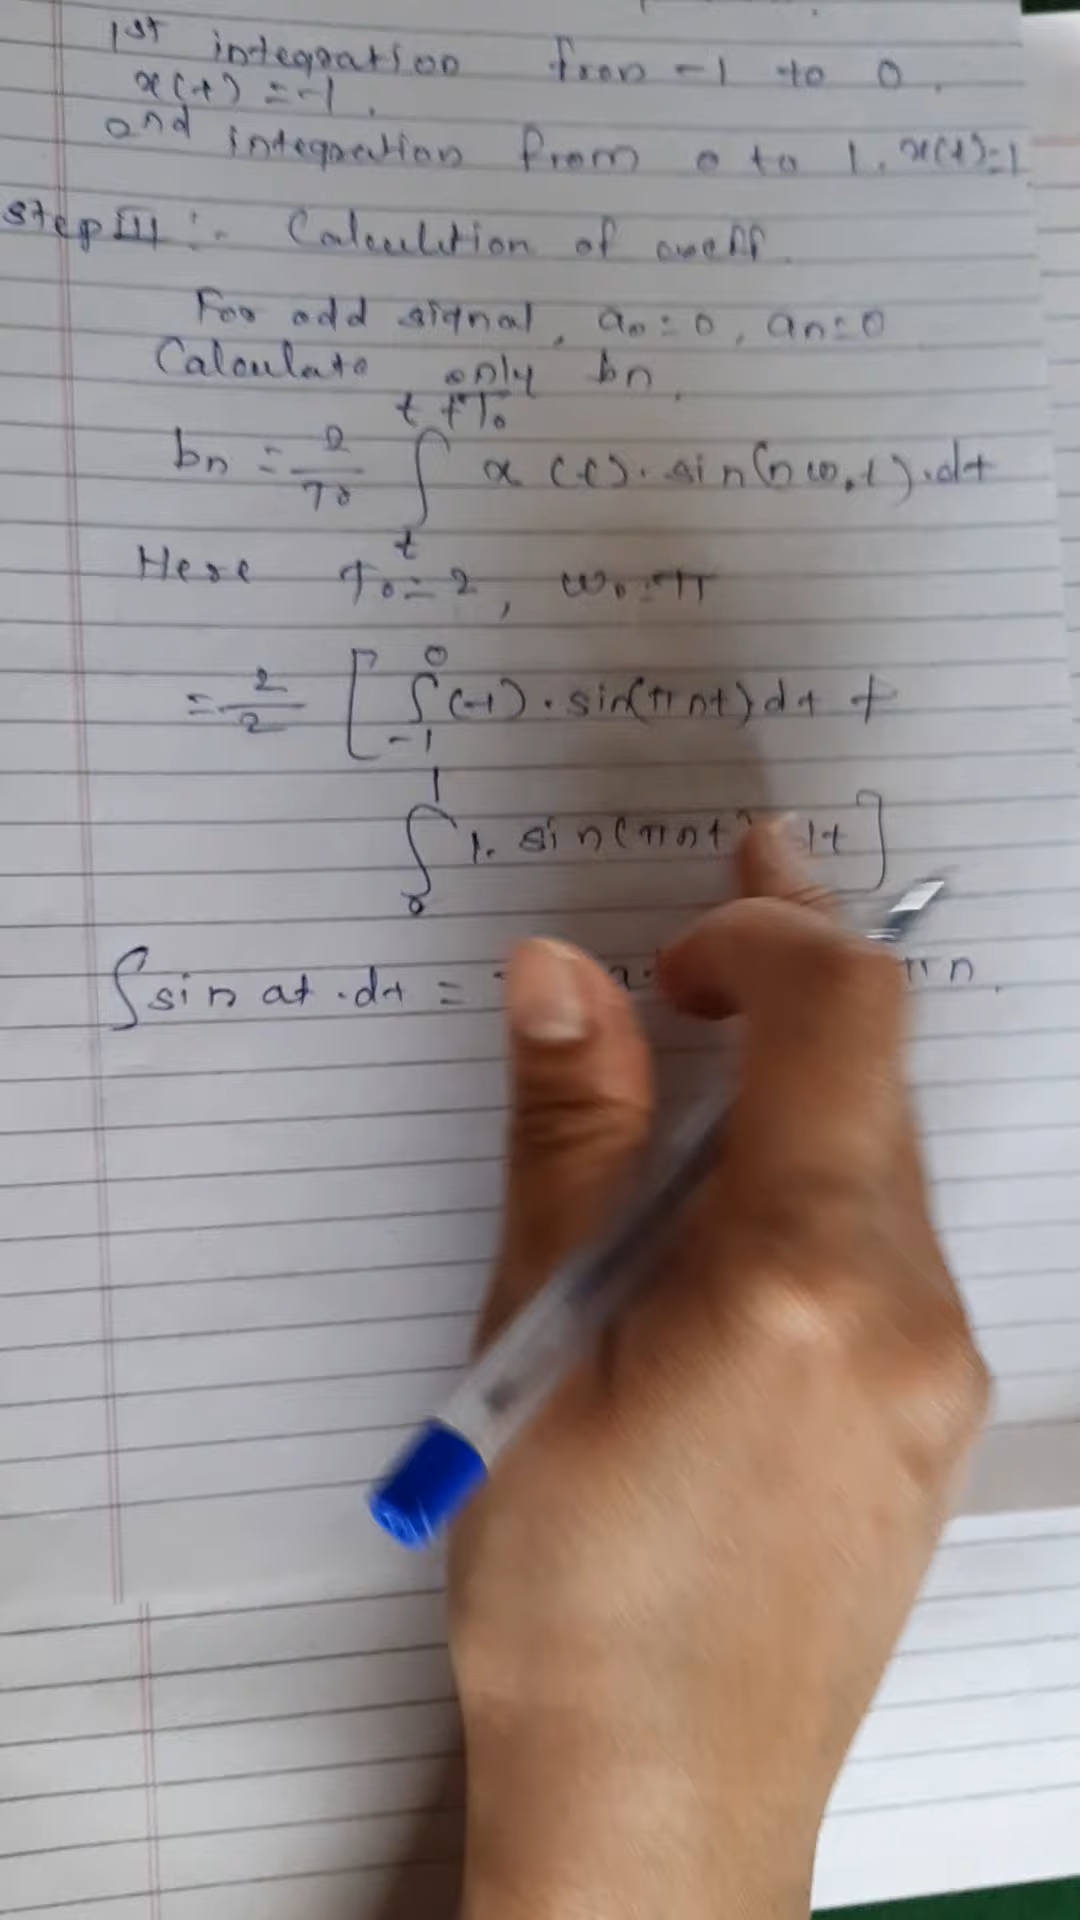 1st integration from -1 to 0.
x(t) = -1.
2nd integration from 0 to 1. x(t)=1
Step III :- Calculation of coeff.
For odd signal, a0=0, an=0
Calculate only bn.
bn = 2/T0 ∫ t t+T0 x(t). sin(nω0t).dt
Here T0=2, ω0=π
= 2/2 [ ∫ -1 0 (-1). sin(πnt)dt +
∫ 0 1 1. sin(πnt) dt ]
∫ sin at .dt = πn.